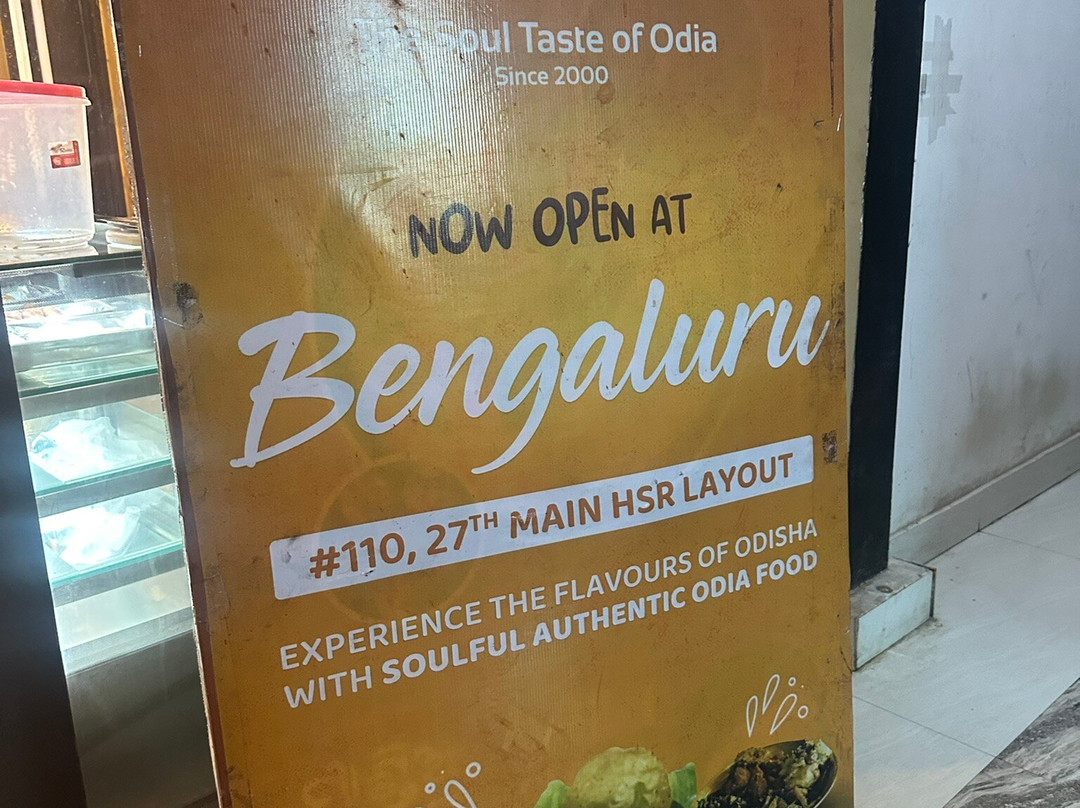 The Soul Taste of Odia
Since 2000
NOW OPEN AT
Bengaluru
#110, 27TH MAIN HSR LAYOUT
EXPERIENCE THE FLAVOURS OF ODISHA
WITH SOULFUL AUTHENTIC ODIA FOOD